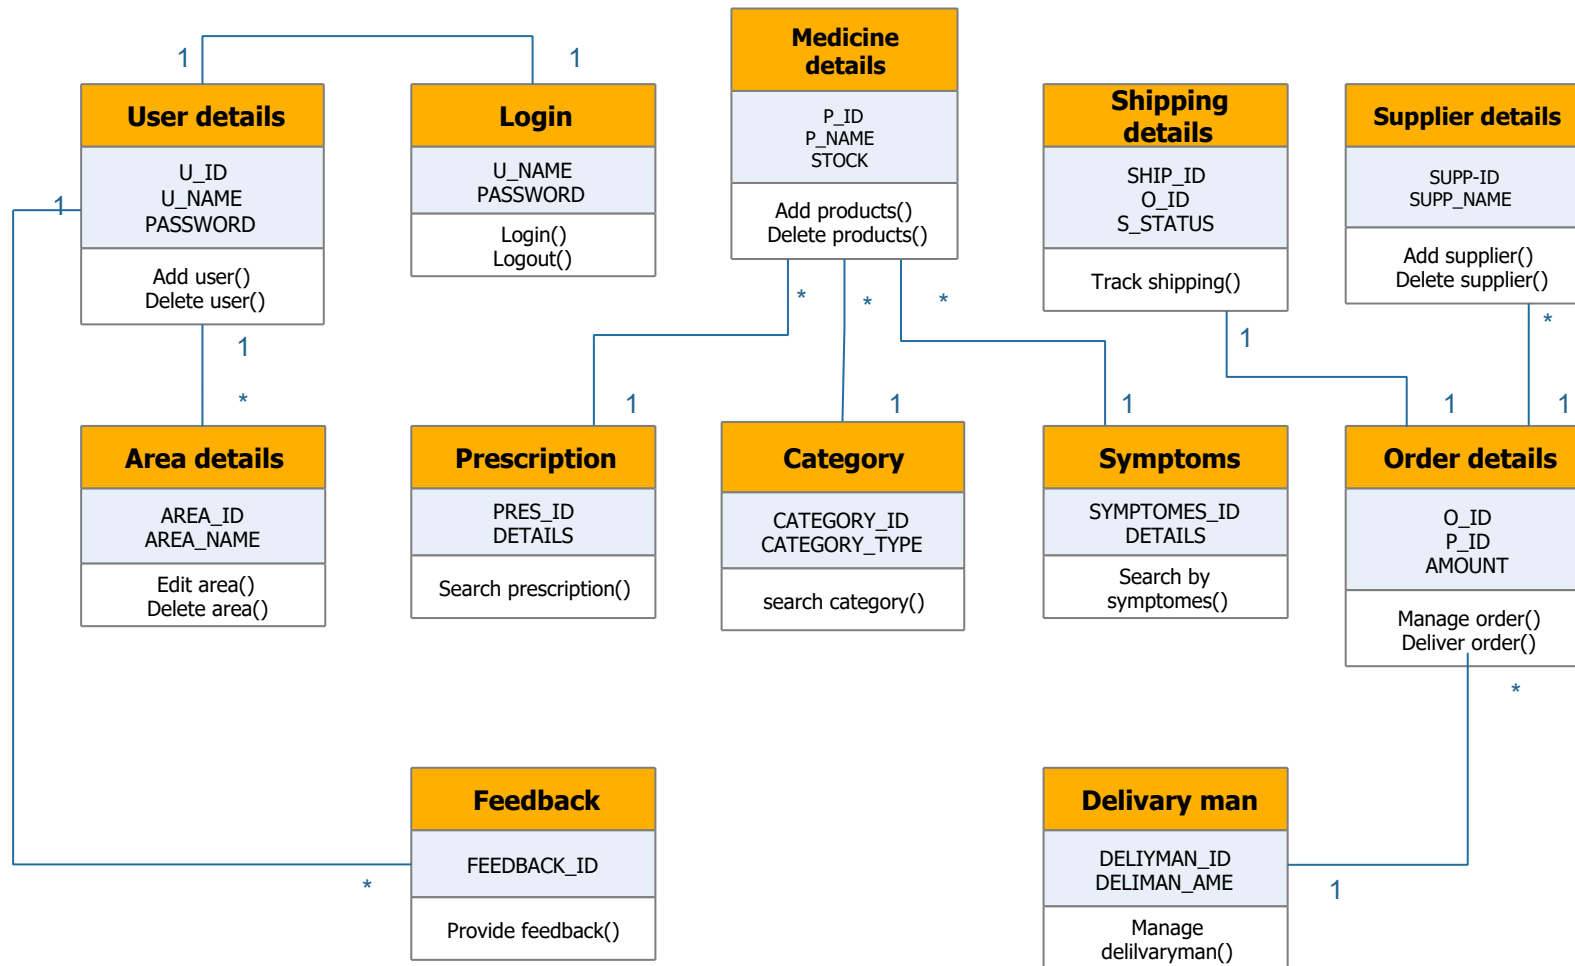 1
1
User details
U_ID
U_NAME
PASSWORD
Add user()
Delete user()
1
1
*
Login
U_NAME
PASSWORD
Login()
Logout()
Medicine
details
P_ID
P_NAME
STOCK
Add products()
Delete products()
*
*
*
Shipping
details
SHIP_ID
O_ID
S_STATUS
Track shipping()
1
Supplier details
SUPP-ID
SUPP_NAME
Add supplier()
Delete supplier()
*
1
1
1
1
1
Area details
AREA_ID
AREA_NAME
Edit area()
Delete area()
Prescription
PRES_ID
DETAILS
Search prescription()
Category
CATEGORY_ID
CATEGORY_TYPE
search category()
Symptoms
SYMPTOMES_ID
DETAILS
Search by
symptomes()
Order details
O_ID
P_ID
AMOUNT
Manage order()
Deliver order()
*
Feedback
FEEDBACK_ID
Provide feedback()
*
Delivary man
DELIYMAN_ID
DELIMAN_AME
Manage
delilvaryman()
1